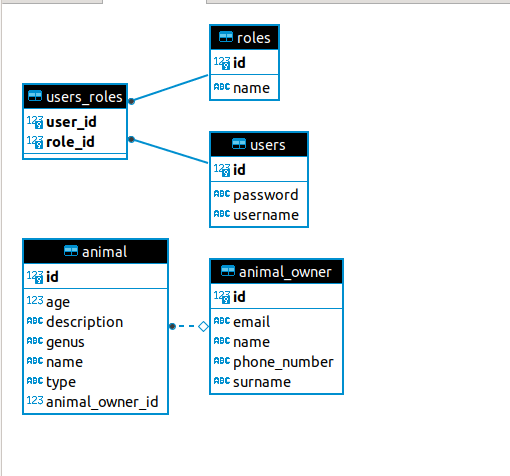 roles
123 id
ABC name
users_roles
123 user_id
123 role_id
users
123 id
ABC password
ABC username
animal
123 id
123 age
ABC description
ABC genus
ABC name
ABC type
123 animal_owner_id
animal_owner
123 id
ABC email
ABC name
ABC phone_number
ABC surname